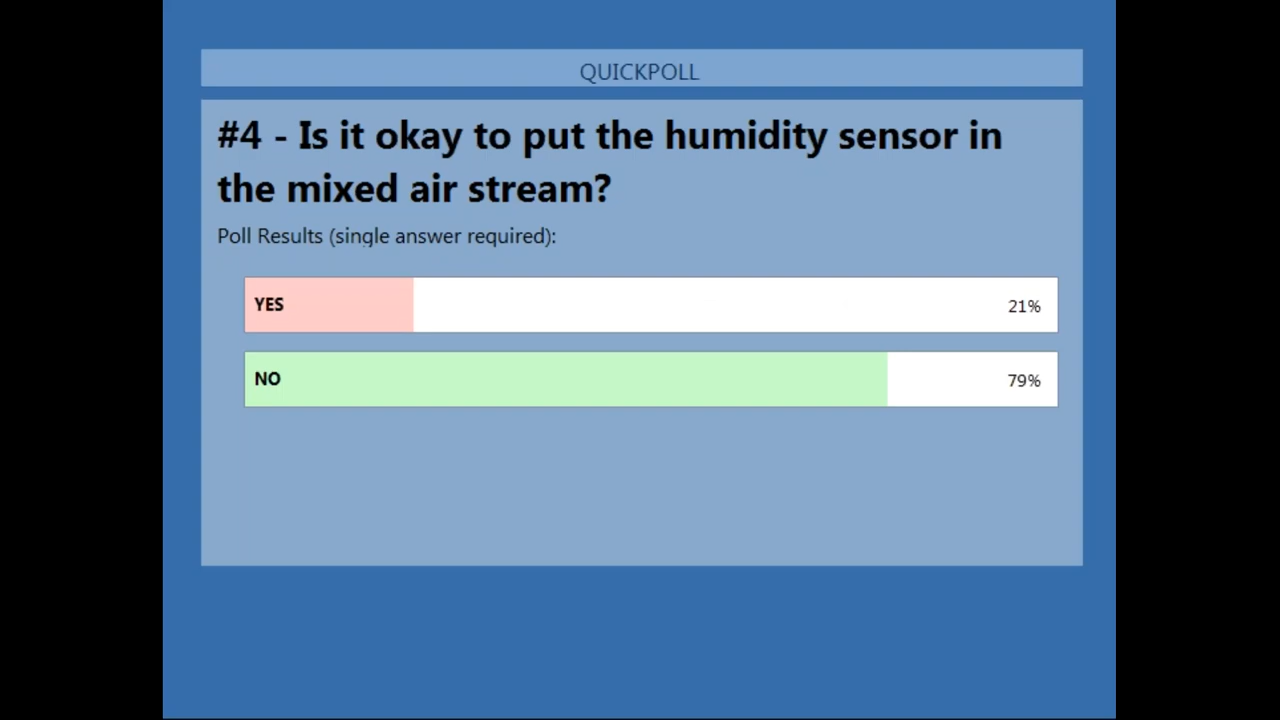 QUICKPOLL
#4 - Is it okay to put the humidity sensor in
the mixed air stream?
Poll Results (single answer required):
YES 21%
NO 79%